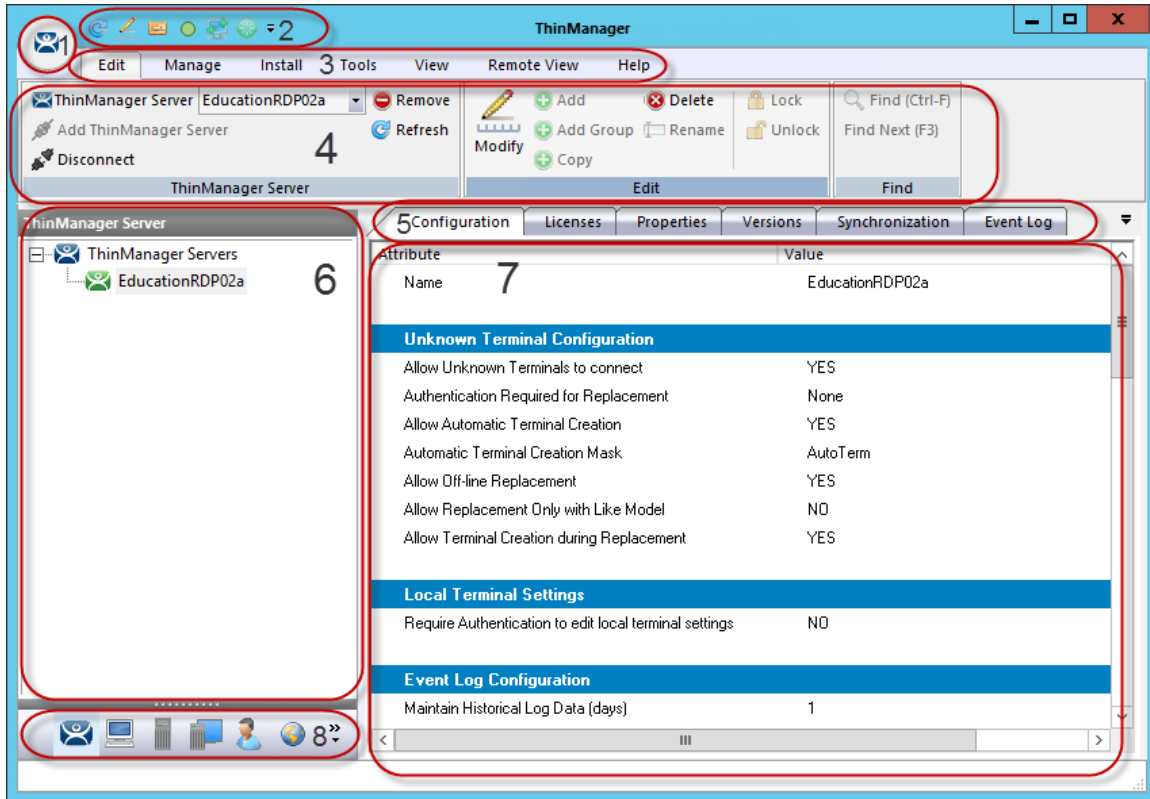 ThinManager
1
2
Edit Manage Install 3 Tools View Remote View Help
ThinManager Server EducationRDP02a Remove
Add ThinManager Server Refresh
Disconnect
4
ThinManager Server
Modify
Add Delete Lock Find (Ctrl-F)
Add Group Rename Unlock Find Next (F3)
Copy
Edit
Find
ThinManager Server
ThinManager Servers
EducationRDP02a
6
5 Configuration Licenses Properties Versions Synchronization Event Log
Attribute Value
7
Name EducationRDP02a
Unknown Terminal Configuration
Allow Unknown Terminals to connect YES
Authentication Required for Replacement None
Allow Automatic Terminal Creation YES
Automatic Terminal Creation Mask AutoTerm
Allow Off-line Replacement YES
Allow Replacement Only with Like Model NO
Allow Terminal Creation during Replacement YES
Local Terminal Settings
Require Authentication to edit local terminal settings NO
Event Log Configuration
Maintain Historical Log Data (days) 1
8